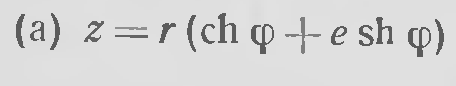 (a) z = r (ch φ + e sh φ)